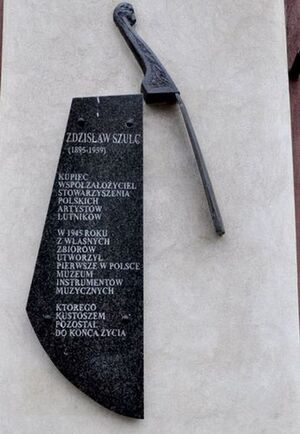 ZDZISŁAW SZULC
(1895-1959)
KUPIEC
WSPÓŁZAŁOŻYCIEL
STOWARZYSZENIA
POLSKICH
ARTYSTÓW
LUTNIKÓW
W 1945 ROKU
Z WŁASNYCH
ZBIORÓW
UTWORZYŁ
PIERWSZE W POLSCE
MUZEUM
INSTRUMENTÓW
MUZYCZNYCH
KTÓREGO
KUSTOSZEM
POZOSTAŁ
DO KOŃCA ŻYCIA